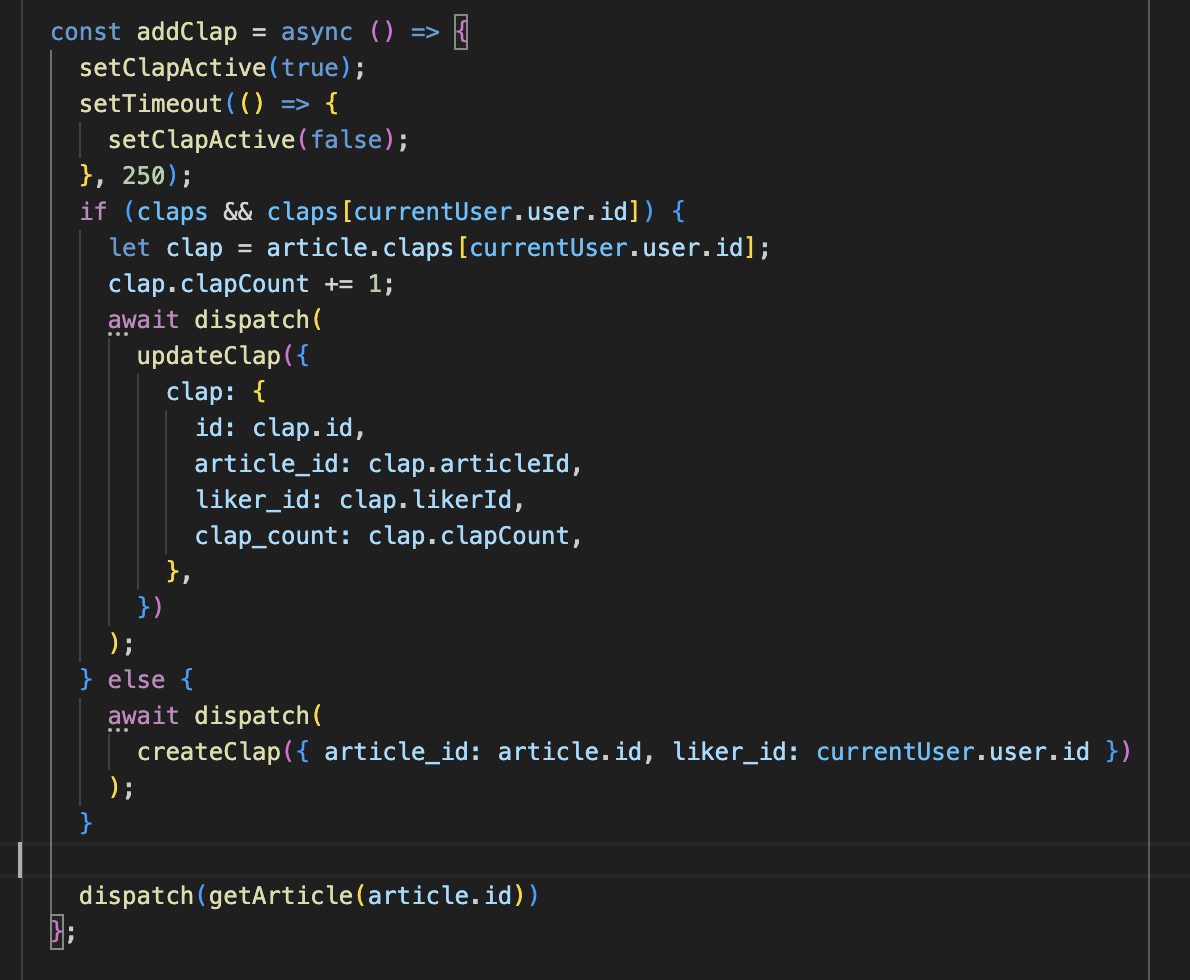 const addClap = async () => {
  setClapActive(true);
  setTimeout(() => {
    setClapActive(false);
  }, 250);
  if (claps && claps[currentUser.user.id]) {
    let clap = article.claps[currentUser.user.id];
    clap.clapCount += 1;
    await dispatch(
      updateClap({
        clap: {
          id: clap.id,
          article_id: clap.articleId,
          liker_id: clap.likerId,
          clap_count: clap.clapCount,
        },
      })
    );
  } else {
    await dispatch(
      createClap({ article_id: article.id, liker_id: currentUser.user.id })
    );
  }
  dispatch(getArticle(article.id))
};